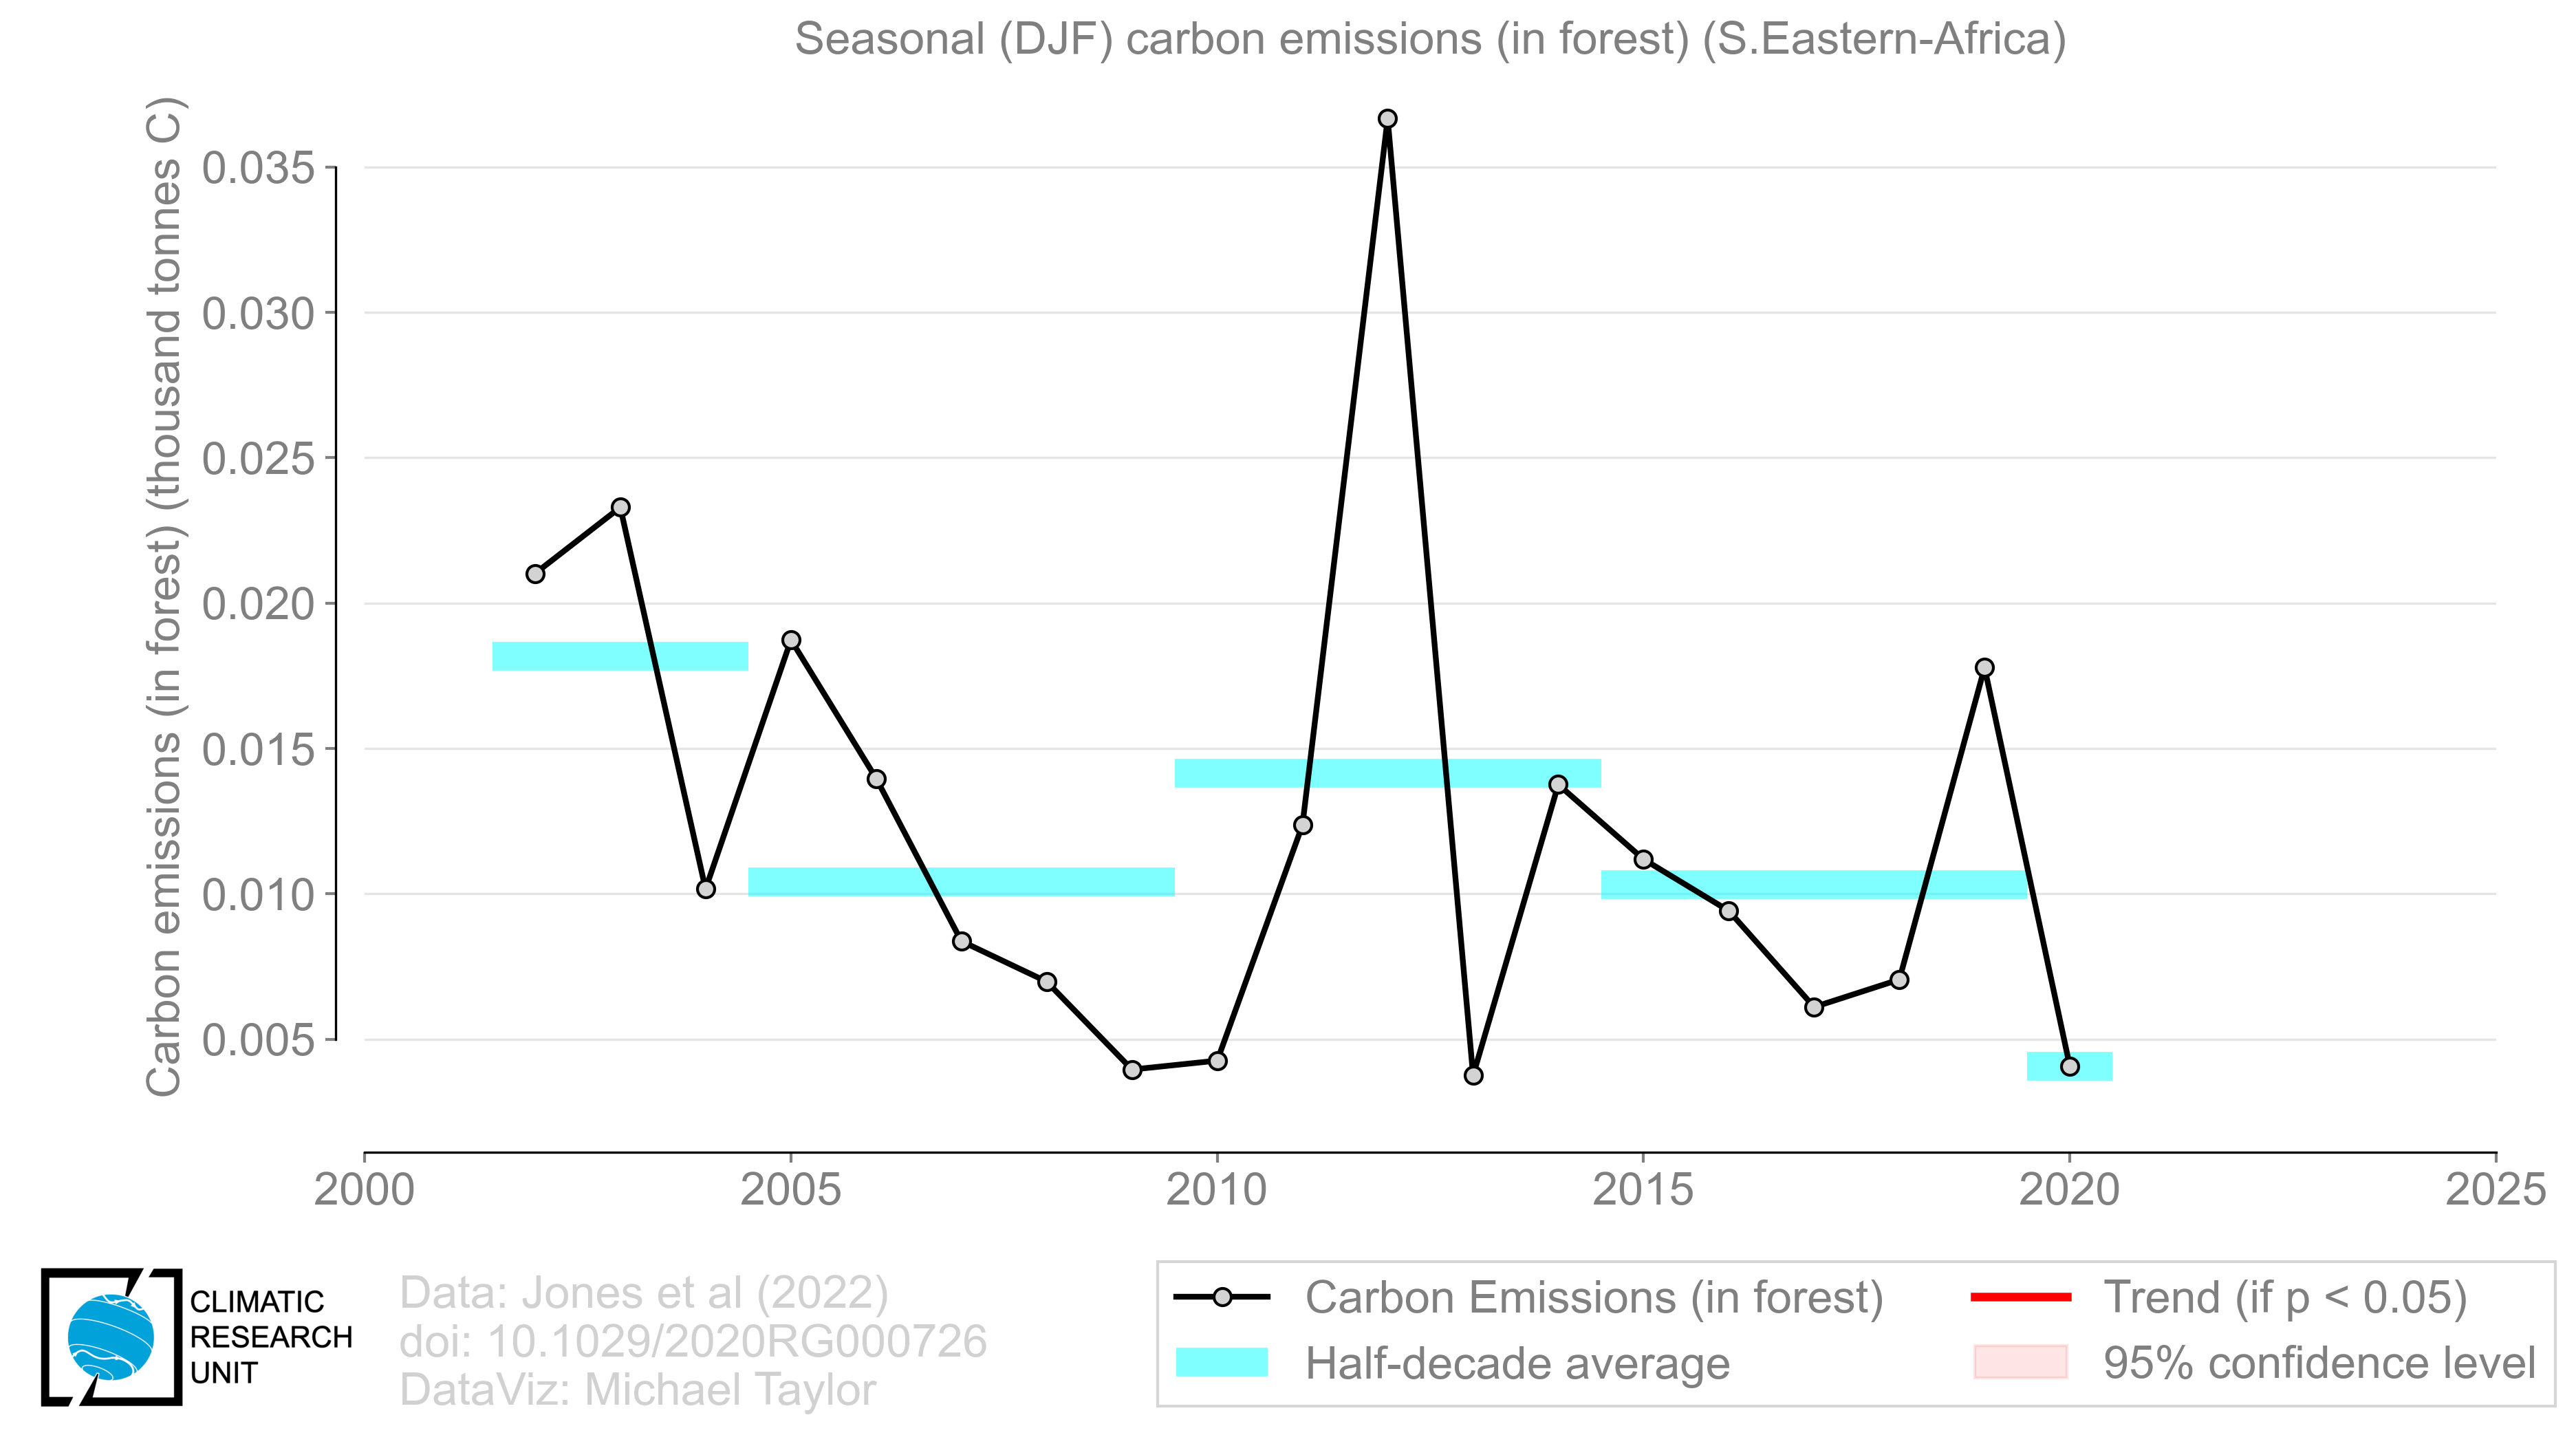 Seasonal (DJF) carbon emissions (in forest) (S.Eastern-Africa)
Carbon emissions (in forest) (thousand tonnes C)
0.035
0.030
0.025
0.020
0.015
0.010
0.005
2000
2005
2010
2015
2020
2025
CLIMATIC
RESEARCH
UNIT
Data: Jones et al (2022)
doi: 10.1029/2020RG000726
DataViz: Michael Taylor
Carbon Emissions (in forest)
Half-decade average
Trend (if p < 0.05)
95% confidence level